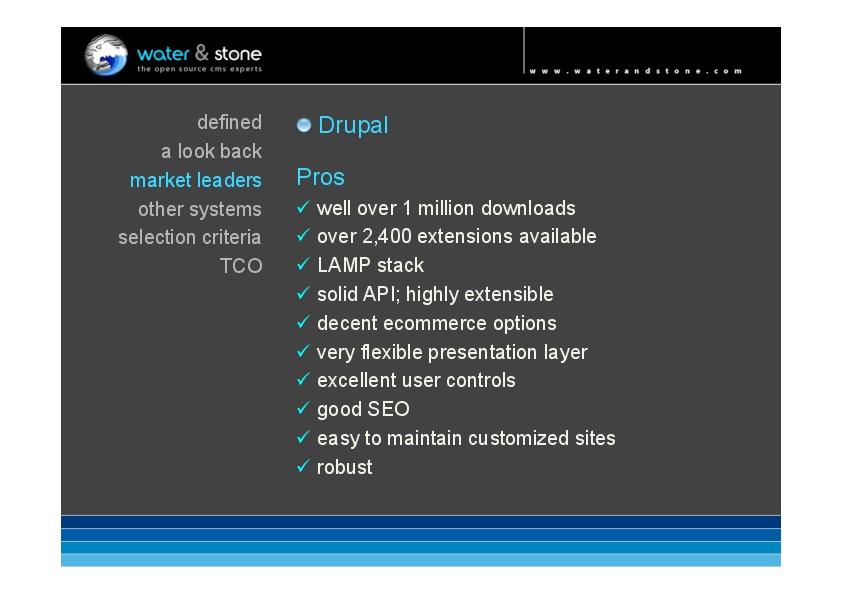 water & stone
the open source cms experts
www.waterandstone.com
defined
a look back
market leaders
other systems
selection criteria
TCO
Drupal
Pros
✓ well over 1 million downloads
✓ over 2,400 extensions available
✓ LAMP stack
✓ solid API; highly extensible
✓ decent ecommerce options
✓ very flexible presentation layer
✓ excellent user controls
✓ good SEO
✓ easy to maintain customized sites
✓ robust